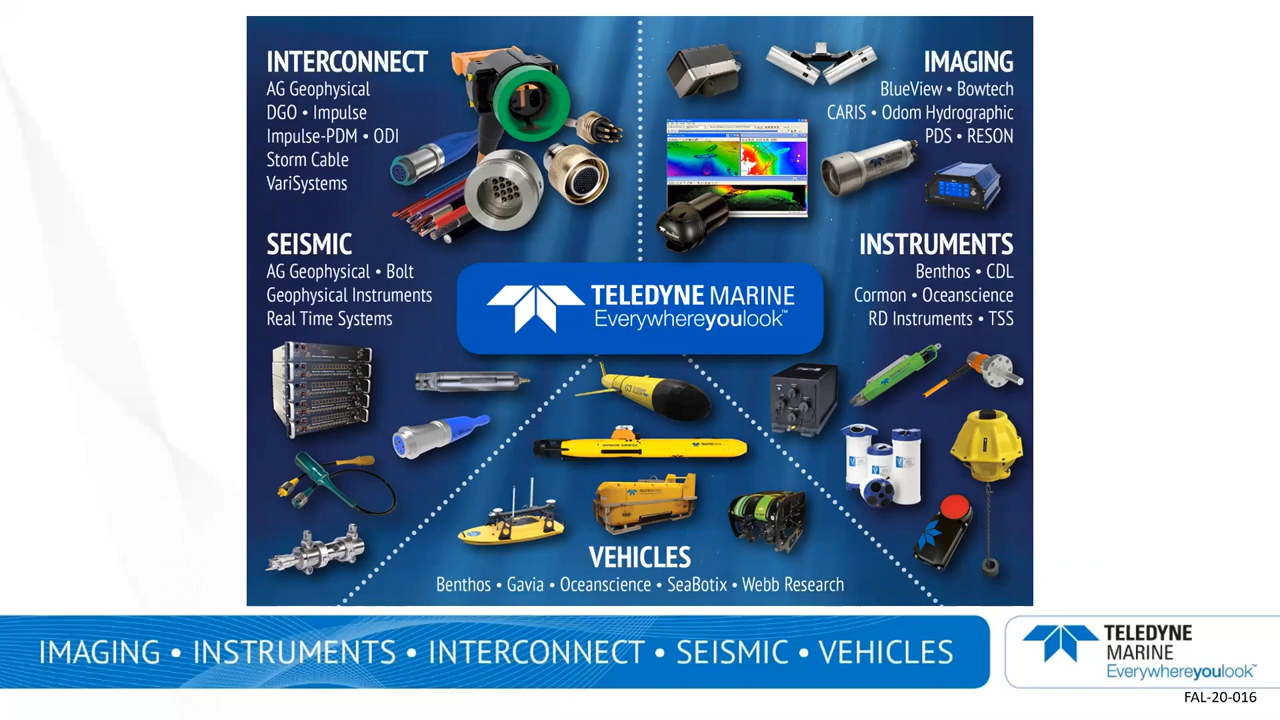 INTERCONNECT
AG Geophysical
DGO • Impulse
Impulse-PDM • ODI
Storm Cable
VariSystems
IMAGING
BlueView • Bowtech
CARIS • Odom Hydrographic
PDS • RESON
SEISMIC
AG Geophysical • Bolt
Geophysical Instruments
Real Time Systems
INSTRUMENTS
Benthos • CDL
Cormon • Oceanscience
RD Instruments • TSS
TELEDYNE MARINE
Everywhereyoulook™
VEHICLES
Benthos • Gavia • Oceanscience • SeaBotix • Webb Research
IMAGING • INSTRUMENTS • INTERCONNECT • SEISMIC • VEHICLES
TELEDYNE
MARINE
Everywhereyoulook™
FAL-20-016